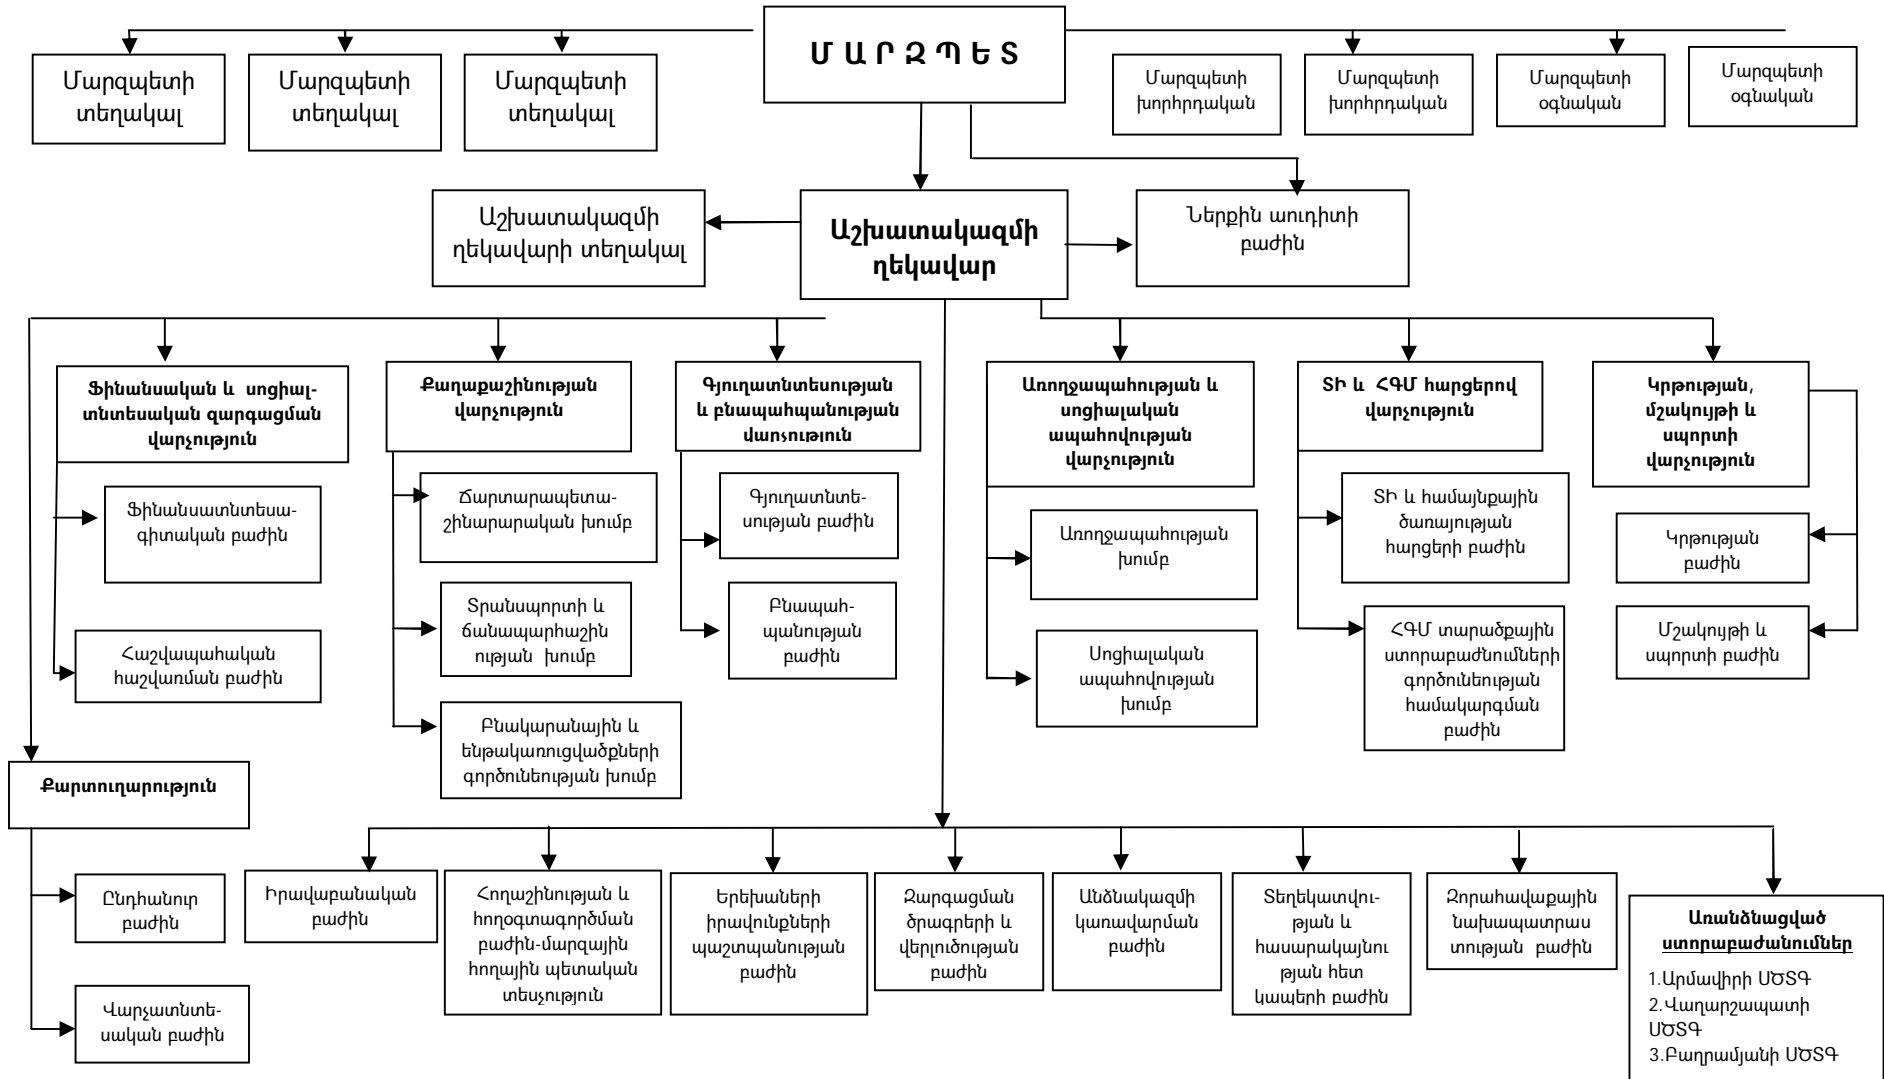 ՄԱՐԶՊԵՏ
Մարզպետի
տեղակալ
Մարզպետի
տեղակալ
Մարզպետի
տեղակալ
Մարզպետի
խորհրդական
Մարզպետի
խորհրդական
Մարզպետի
օգնական
Մարզպետի
օգնական
Աշխատակազմի
ղեկավարի տեղակալ
Աշխատակազմի
ղեկավար
Ներքին աուդիտի
բաժին
Ֆինանսական և սոցիալ-
տնտեսական զարգացման
վարչություն
Քաղաքաշինության
վարչություն
Գյուղատնտեսության
և բնապահպանության
վարչություն
Առողջապահության և
սոցիալական
ապահովության
վարչություն
ՏԻ և ՀԳՄ հարցերով
վարչություն
Կրթության,
մշակույթի և
սպորտի
վարչություն
Ֆինանսատնտեսա-
գիտական բաժին
Հաշվապահական
հաշվառման բաժին
Ճարտարապետա-
շինարարական խումբ
Տրանսպորտի և
ճանապարհաշին
ության խումբ
Բնակարանային և
ենթակառուցվածքների
գործունեության խումբ
Գյուղատնտե-
սության բաժին
Բնապահ-
պանության
բաժին
Առողջապահության
խումբ
Սոցիալական
ապահովության
խումբ
ՏԻ և համայնքային
ծառայության
հարցերի բաժին
ՀԳՄ տարածքային
ստորաբաժնումների
գործունեության
համակարգման
բաժին
Կրթության
բաժին
Մշակույթի և
սպորտի բաժին
Քարտուղարություն
Ընդհանուր
բաժին
Վարչատնտե-
սական բաժին
Իրավաբանական
բաժին
Հողաշինության և
հողօգտագործման
բաժին-մարզային
հողային պետական
տեսչություն
Երեխաների
իրավունքների
պաշտպանության
բաժին
Զարգացման
ծրագրերի և
վերլուծության
բաժին
Անձնակազմի
կառավարման
բաժին
Տեղեկատվու-
թյան և
հասարակայնու
թյան հետ
կապերի բաժին
Զորահավաքային
նախապատրաս
տության բաժին
Առանձնացված
ստորաբաժանումներ
1.Արմավիրի ՍԾՏԳ
2.Վաղարշապատի
ՍԾՏԳ
3.Բաղրամյանի ՍԾՏԳ